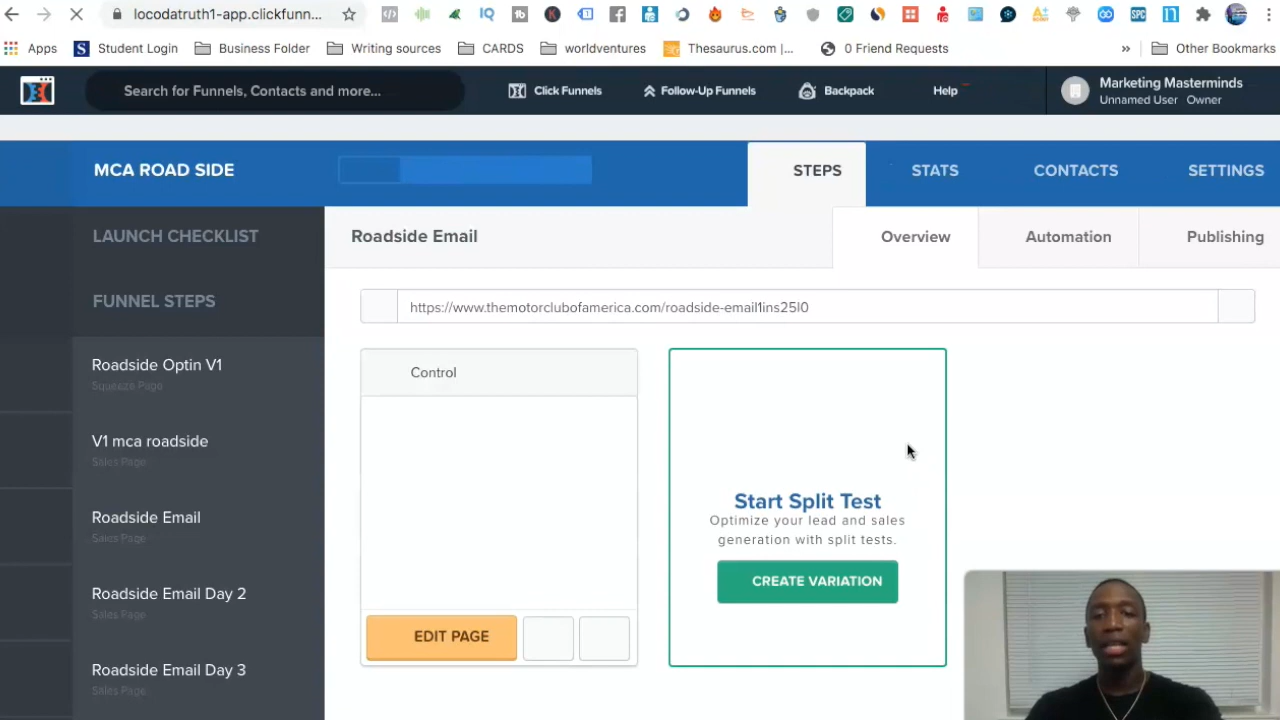 locodatruth1-app.clickfunn...
Apps
Student Login
Business Folder
Writing sources
CARDS
worldventures
Thesaurus.com |...
0 Friend Requests
»
Other Bookmarks
Search for Funnels, Contacts and more...
Click Funnels
Follow-Up Funnels
Backpack
Help
Marketing Masterminds
Unnamed User Owner
MCA ROAD SIDE
STEPS
STATS
CONTACTS
SETTINGS
LAUNCH CHECKLIST
Roadside Email
Overview
Automation
Publishing
FUNNEL STEPS
https://www.themotorclubofamerica.com/roadside-email1ins25l0
Roadside Optin V1
Squeeze Page
V1 mca roadside
Sales Page
Roadside Email
Sales Page
Roadside Email Day 2
Sales Page
Roadside Email Day 3
Sales Page
Control
EDIT PAGE
Start Split Test
Optimize your lead and sales
generation with split tests.
CREATE VARIATION